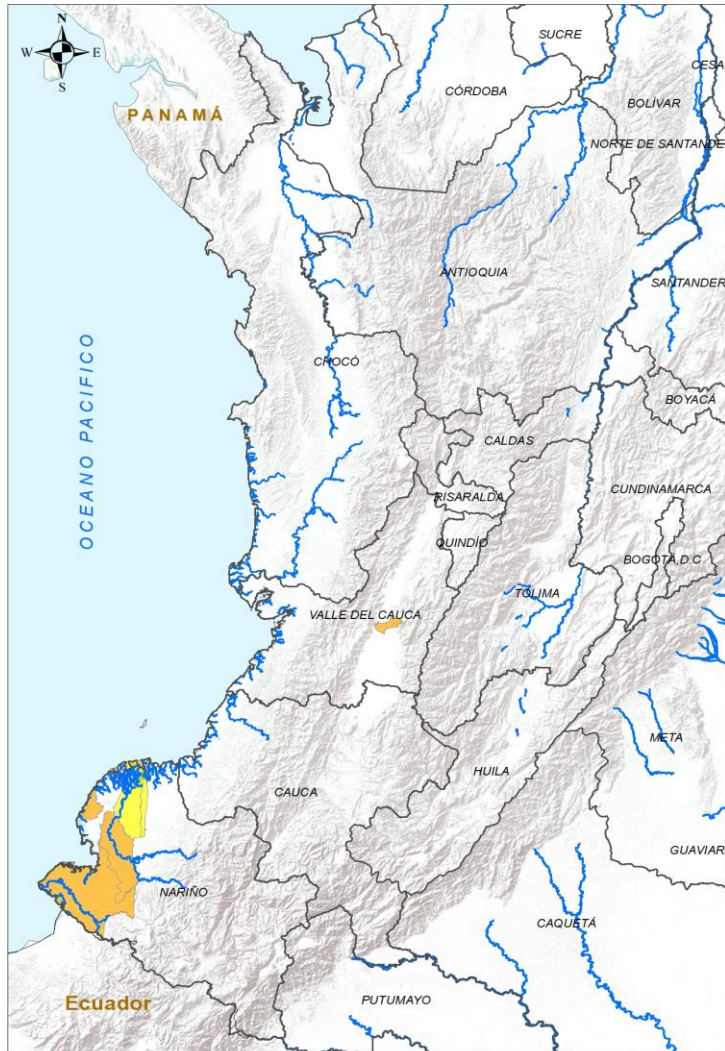 N
W E
S
PANAMÁ
OCEANO PACIFICO
SUCRE
CÓRDOBA
CESA
BOLÍVAR
NORTE DE SANTANDE
ANTIOQUIA
SANTANDER
CHOCÓ
BOYACÁ
CALDAS
CUNDINAMARCA
RISARALDA
QUINDÍO
BOGOTÁ, D.C
TOLIMA
VALLE DEL CAUCA
META
HUILA
CAUCA
GUAVIAR
NARIÑO
CAQUETÁ
PUTUMAYO
Ecuador